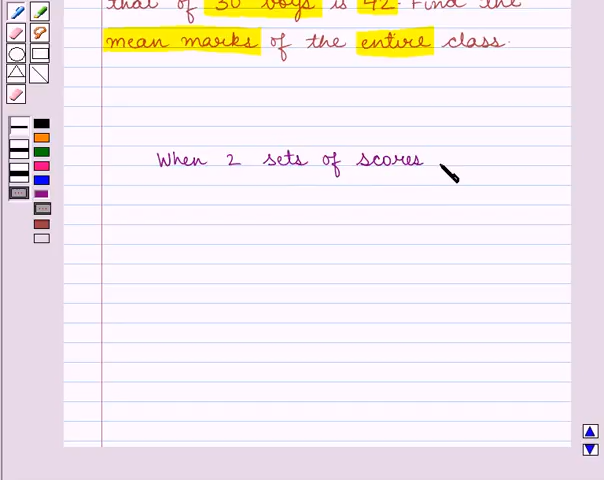 that of 30 boys is 42. Find the
mean marks of the entire class.
When 2 sets of scores